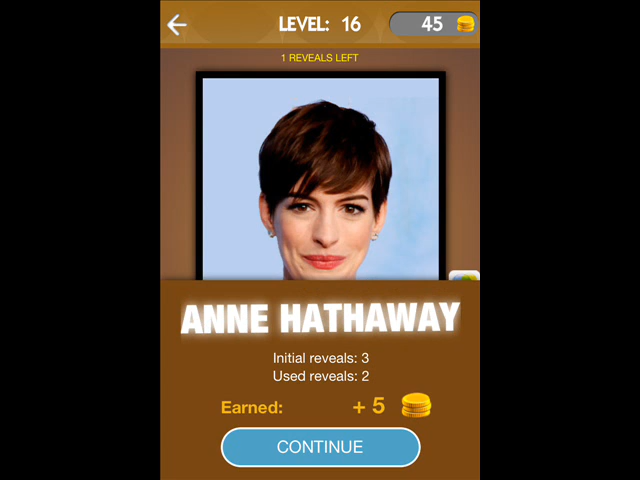 LEVEL: 16
45
1 REVEALS LEFT
ANNE HATHAWAY
Initial reveals: 3
Used reveals: 2
Earned: + 5
CONTINUE